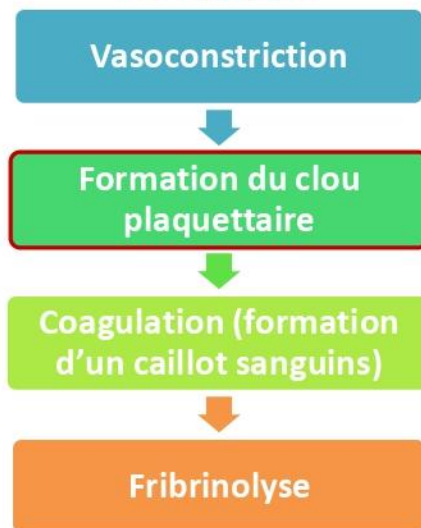 Vasoconstriction
Formation du clou
plaquettaire
Coagulation (formation
d'un caillot sanguins)
Fribrinolyse